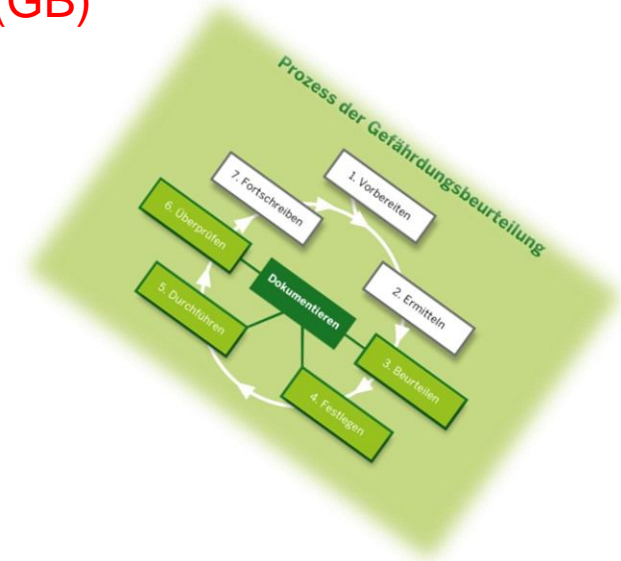 (GB)
Prozess der Gefährdungsbeurteilung
1. Vorbereiten
2. Ermitteln
3. Beurteilen
4. Festlegen
5. Durchführen
6. Überprüfen
7. Fortschreiben
Dokumentieren